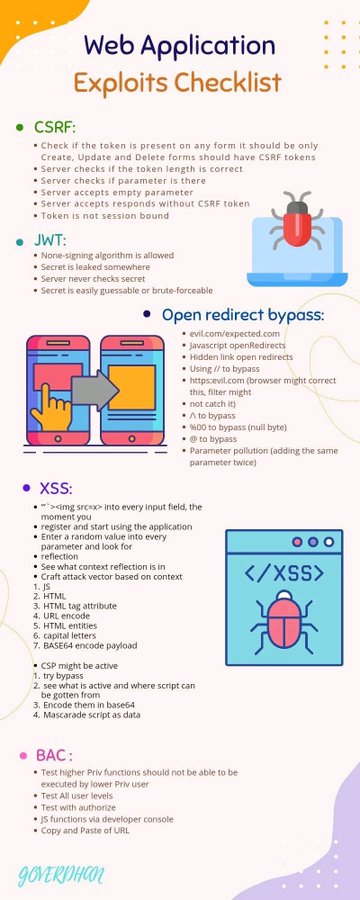 Web Application
Exploits Checklist
CSRF:
Check if the token is present on any form it should be only
Create, Update and Delete forms should have CSRF tokens
Server checks if the token length is correct
Server checks if parameter is there
Server accepts empty parameter
Server accepts responds without CSRF token
Token is not session bound
JWT:
None-signing algorithm is allowed
Secret is leaked somewhere
Server never checks secret
Secret is easily guessable or brute-forceable
Open redirect bypass:
evil.com/expected.com
Javascript openRedirects
Hidden link open redirects
Using // to bypass
https:evil.com (browser might correct
this, filter might
not catch it)
/\ to bypass
%00 to bypass (null byte)
@ to bypass
Parameter pollution (adding the same
parameter twice)
XSS:
'"`><img src=x> into every input field, the
moment you
register and start using the application
Enter a random value into every
parameter and look for
reflection
See what context reflection is in
Craft attack vector based on context
1. JS
2. HTML
3. HTML tag attribute
4. URL encode
5. HTML entities
6. capital letters
7. BASE64 encode payload
</XSS>
CSP might be active
1. try bypass
2. see what is active and where script can
be gotten from
3. Encode them in base64
4. Mascarade script as data
BAC :
Test higher Priv functions should not be able to be
executed by lower Priv user
Test All user levels
Test with authorize
JS functions via developer console
Copy and Paste of URL
GOVERDHAN